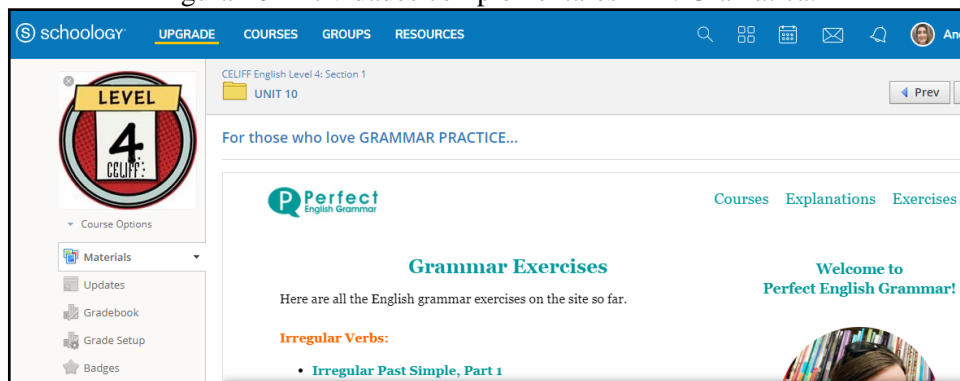 schoology UPGRADE COURSES GROUPS RESOURCES
LEVEL
4
CELIFF:
Course Options
Materials
Updates
Gradebook
Grade Setup
Badges
CELIFF English Level 4: Section 1
UNIT 10
Prev
For those who love GRAMMAR PRACTICE...
Perfect
English Grammar
Courses Explanations Exercises
Grammar Exercises
Here are all the English grammar exercises on the site so far.
Irregular Verbs:
• Irregular Past Simple, Part 1
Welcome to
Perfect English Grammar!